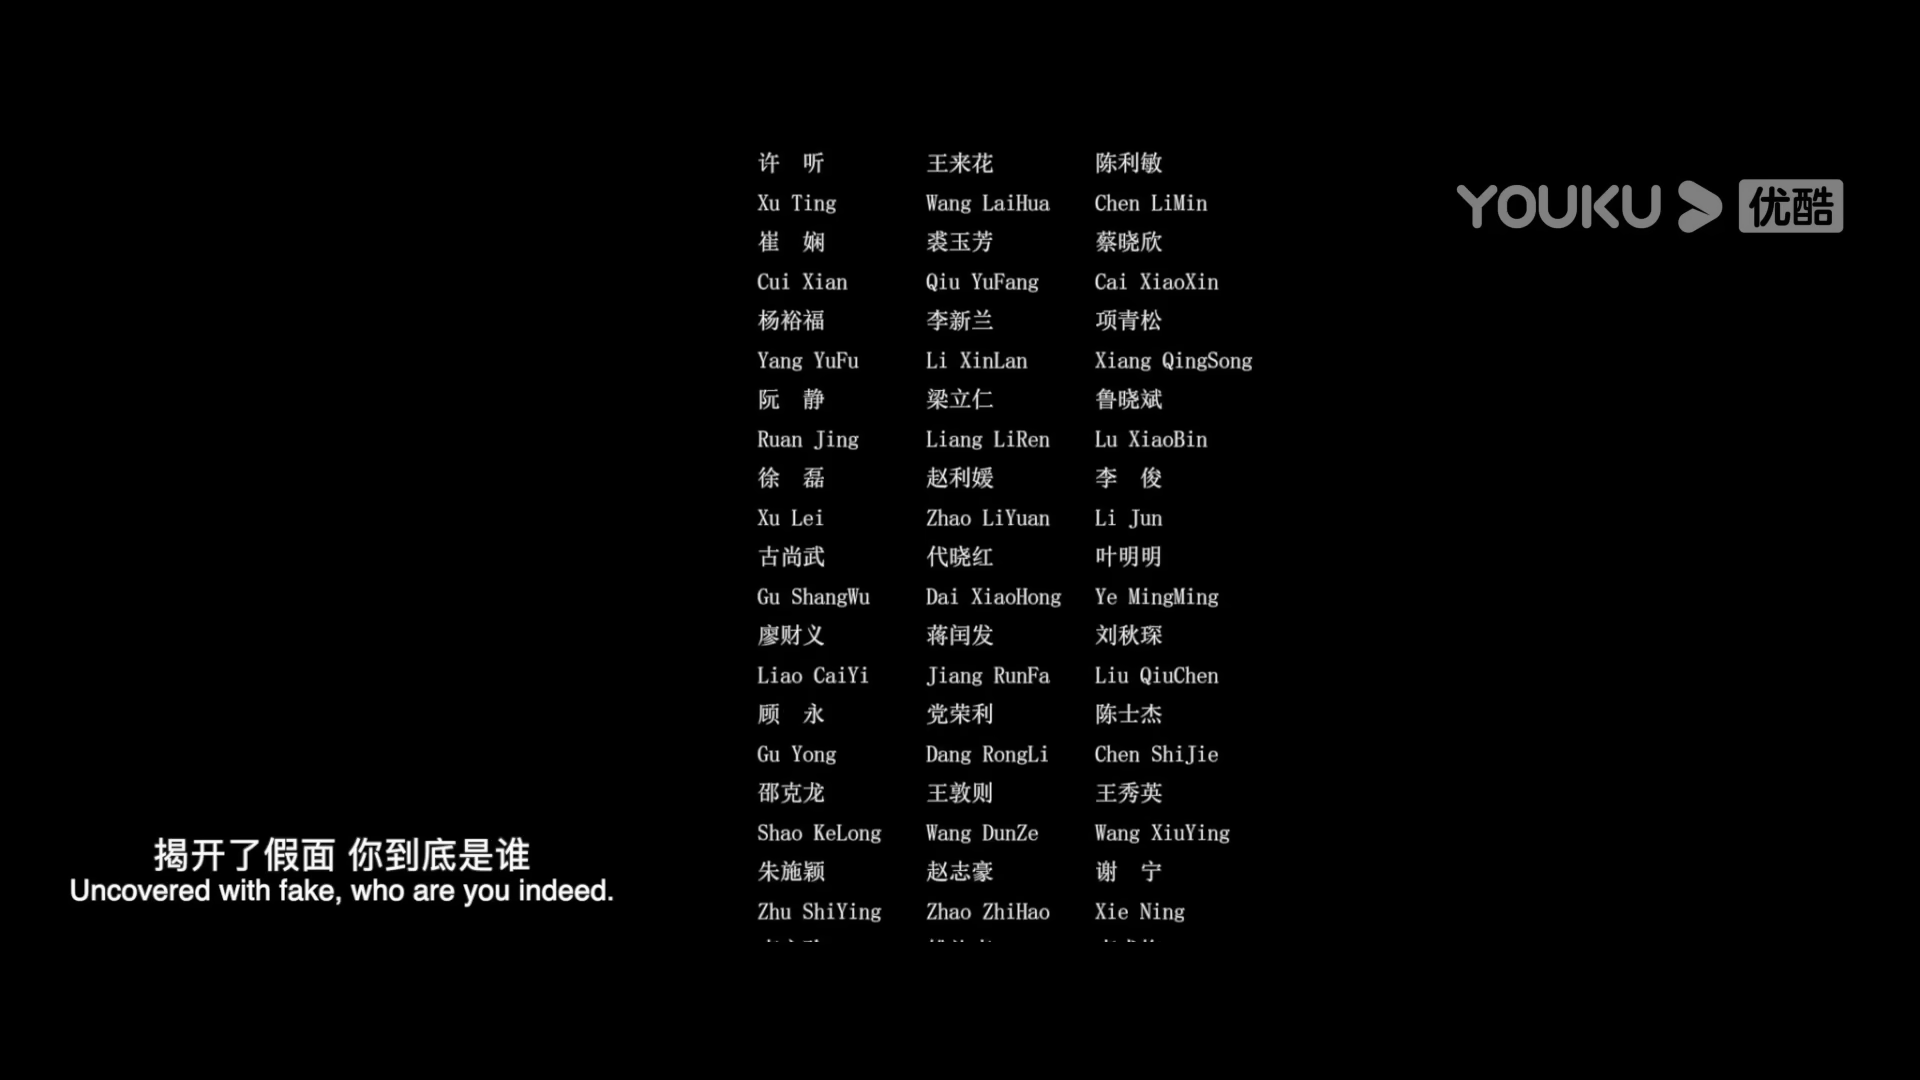 许 听 王来花 陈利敏
Xu Ting Wang LaiHua Chen LiMin
YOUKU 优酷
崔 娴 裘玉芳 蔡晓欣
Cui Xian Qiu YuFang Cai XiaoXin
杨裕福 李新兰 项青松
Yang YuFu Li XinLan Xiang QingSong
阮 静 梁立仁 鲁晓斌
Ruan Jing Liang LiRen Lu XiaoBin
徐 磊 赵利媛 李 俊
Xu Lei Zhao LiYuan Li Jun
古尚武 代晓红 叶明明
Gu ShangWu Dai XiaoHong Ye MingMing
廖财义 蒋闰发 刘秋琛
Liao CaiYi Jiang RunFa Liu QiuChen
顾 永 党荣利 陈士杰
Gu Yong Dang RongLi Chen ShiJie
邵克龙 王敦则 王秀英
Shao KeLong Wang DunZe Wang XiuYing
朱施颖 赵志豪 谢 宁
Zhu ShiYing Zhao ZhiHao Xie Ning
揭开了假面 你到底是谁
Uncovered with fake, who are you indeed.